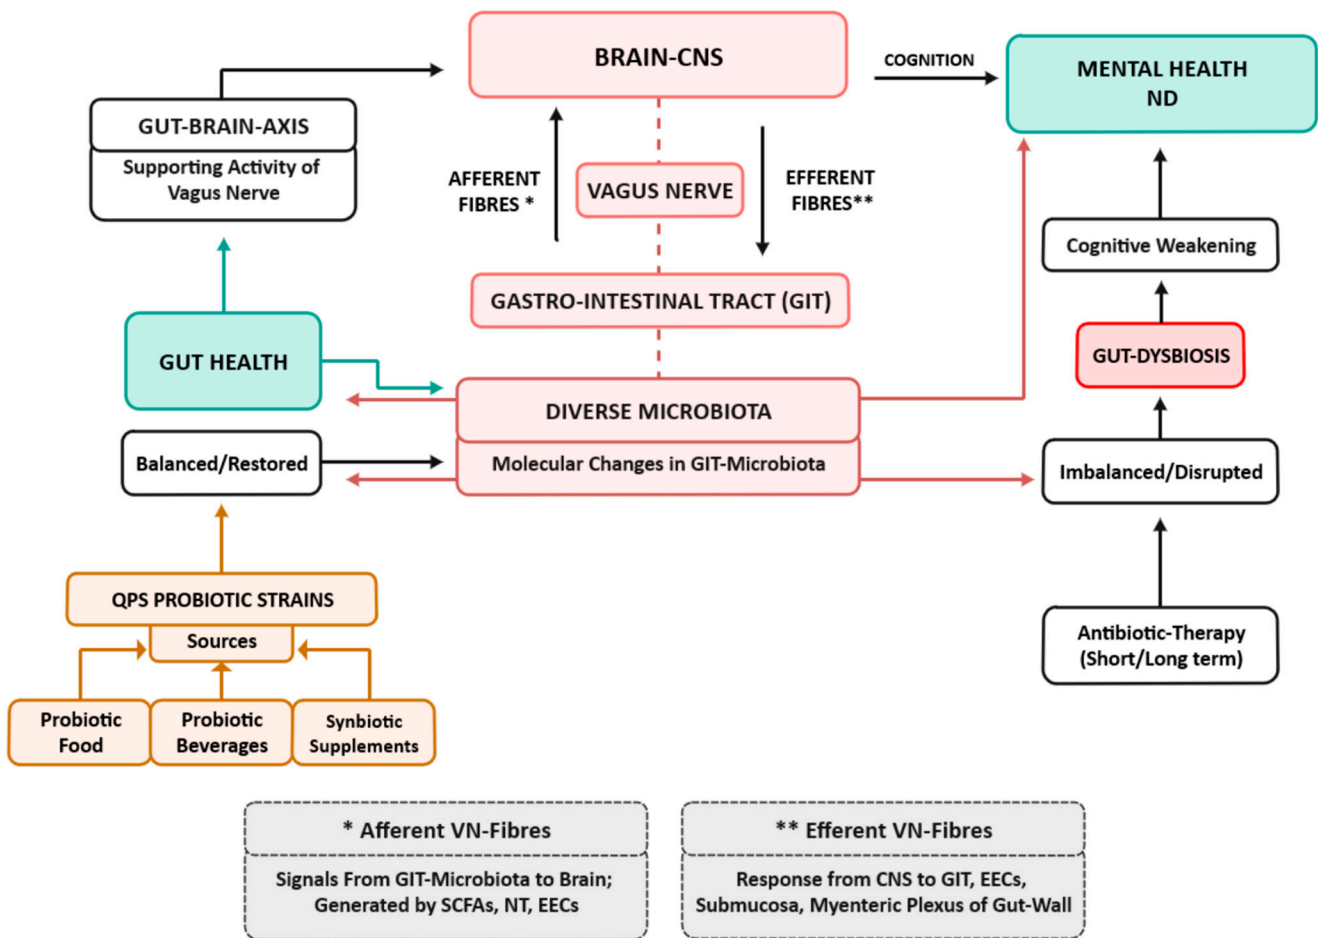 BRAIN-CNS
COGNITION
MENTAL HEALTH
ND
GUT-BRAIN-AXIS
Supporting Activity of
Vagus Nerve
AFFERENT
FIBRES *
VAGUS NERVE
EFFERENT
FIBRES**
Cognitive Weakening
GASTRO-INTESTINAL TRACT (GIT)
GUT HEALTH
GUT-DYSBIOSIS
DIVERSE MICROBIOTA
Molecular Changes in GIT-Microbiota
Balanced/Restored
Imbalanced/Disrupted
QPS PROBIOTIC STRAINS
Sources
Probiotic
Food
Probiotic
Beverages
Synbiotic
Supplements
Antibiotic-Therapy
(Short/Long term)
* Afferent VN-Fibres
Signals From GIT-Microbiota to Brain;
Generated by SCFAs, NT, EECs
** Efferent VN-Fibres
Response from CNS to GIT, EECs,
Submucosa, Myenteric Plexus of Gut-Wall